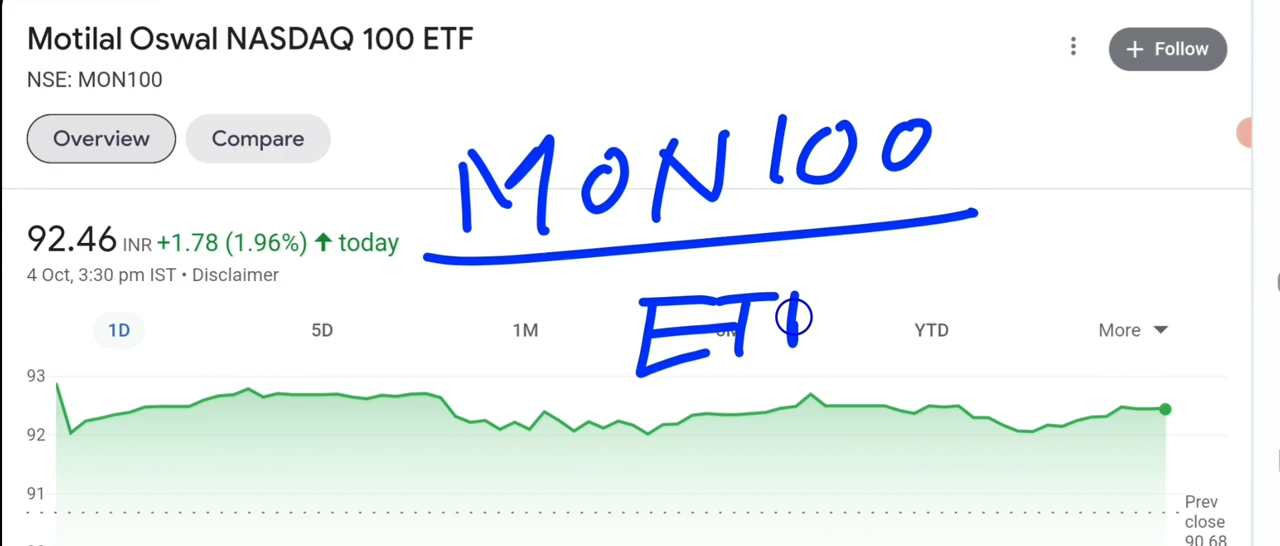 Motilal Oswal NASDAQ 100 ETF
+ Follow
NSE: MON100
Overview Compare
MON100
92.46 INR +1.78 (1.96%) ↑ today
4 Oct, 3:30 pm IST • Disclaimer
ET
1D 5D 1M YTD More
93
92
91
Prev
close
90.68